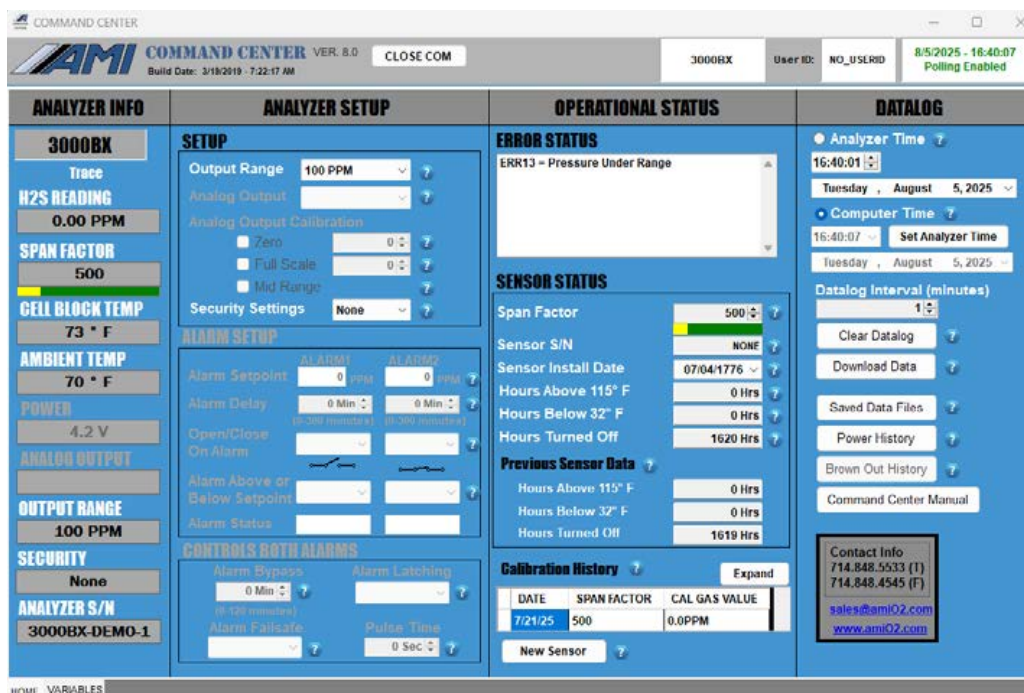 COMMAND CENTER
AMI COMMAND CENTER VER. 8.0 CLOSE COM 3000BX User ID: NO_USERID 8/5/2025 - 16:40:07
Build Date: 3/19/2019 - 7:22:17 AM Polling Enabled
ANALYZER INFO
3000BX
Trace
H2S READING
0.00 PPM
SPAN FACTOR
500
CELL BLOCK TEMP
73 ° F
AMBIENT TEMP
70 ° F
POWER
4.2 V
ANALOG OUTPUT
OUTPUT RANGE
100 PPM
SECURITY
None
ANALYZER S/N
3000BX-DEMO-1
ANALYZER SETUP
SETUP
Output Range 100 PPM ?
Analog Output ?
Analog Output Calibration
Zero 0 ?
Full Scale 0 ?
Mid Range ?
Security Settings None ?
ALARM SETUP
ALARM1 ALARM2
Alarm Setpoint 0 PPM 0 PPM ?
Alarm Delay 0 Min 0 Min ?
(0-300 minutes) (0-300 minutes)
Open/Close
On Alarm ?
Alarm Above or
Below Setpoint ?
Alarm Status
CONTROLS BOTH ALARMS
Alarm Bypass Alarm Latching
0 Min ? ?
(0-120 minutes)
Alarm Failsafe Pulse Time
? 0 Sec ?
OPERATIONAL STATUS
ERROR STATUS
ERR13 = Pressure Under Range
SENSOR STATUS
Span Factor 500 ?
Sensor S/N NONE ?
Sensor Install Date 07/04/1776 ?
Hours Above 115° F 0 Hrs ?
Hours Below 32° F 0 Hrs ?
Hours Turned Off 1620 Hrs ?
Previous Sensor Data ?
Hours Above 115° F 0 Hrs
Hours Below 32° F 0 Hrs
Hours Turned Off 1619 Hrs
Calibration History ? Expand
DATE SPAN FACTOR CAL GAS VALUE
7/21/25 500 0.0PPM
New Sensor ?
DATALOG
Analyzer Time ?
16:40:01
Tuesday , August 5, 2025
Computer Time ?
16:40:07 Set Analyzer Time
Tuesday , August 5, 2025
Datalog Interval (minutes)
1
Clear Datalog ?
Download Data ?
Saved Data Files ?
Power History ?
Brown Out History ?
Command Center Manual
Contact Info
714.848.5533 (T)
714.848.4545 (F)
sales@amiO2.com
www.amiO2.com
HOME VARIABLES